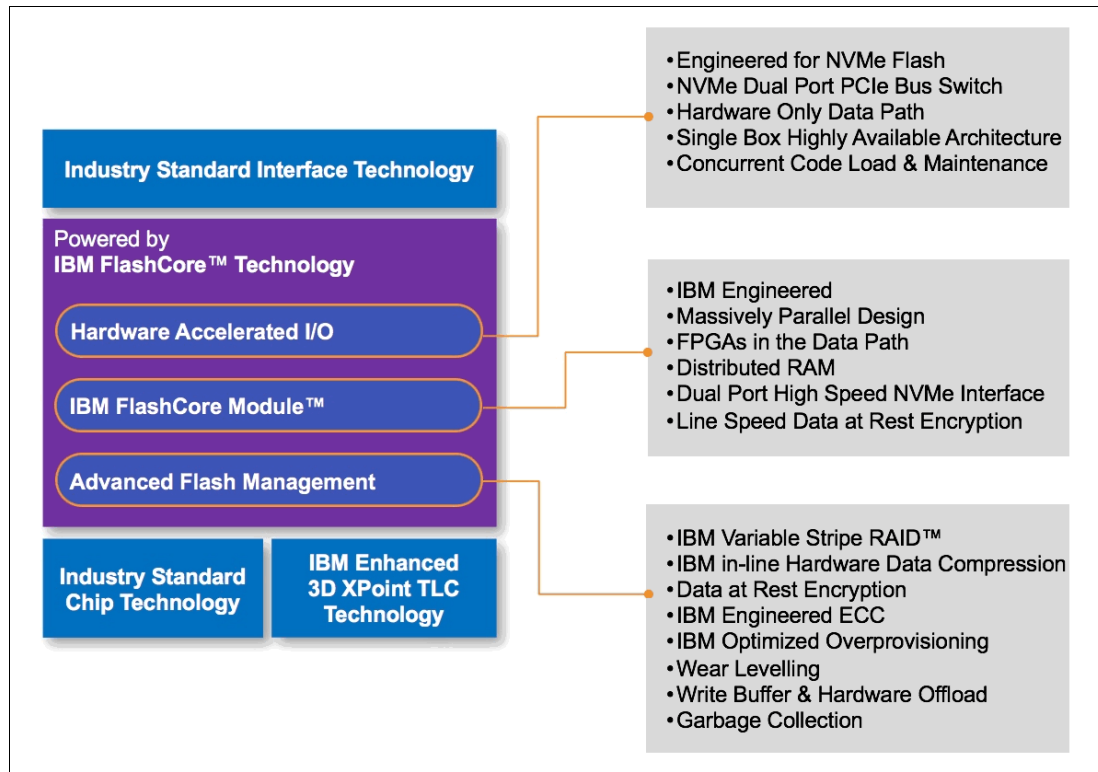 Industry Standard Interface Technology
Powered by
IBM FlashCore™ Technology
Hardware Accelerated I/O
IBM FlashCore Module™
Advanced Flash Management
Industry Standard
Chip Technology
IBM Enhanced
3D XPoint TLC
Technology
•Engineered for NVMe Flash
•NVMe Dual Port PCIe Bus Switch
•Hardware Only Data Path
•Single Box Highly Available Architecture
•Concurrent Code Load & Maintenance
•IBM Engineered
•Massively Parallel Design
•FPGAs in the Data Path
•Distributed RAM
•Dual Port High Speed NVMe Interface
•Line Speed Data at Rest Encryption
•IBM Variable Stripe RAID™
•IBM in-line Hardware Data Compression
•Data at Rest Encryption
•IBM Engineered ECC
•IBM Optimized Overprovisioning
•Wear Levelling
•Write Buffer & Hardware Offload
•Garbage Collection